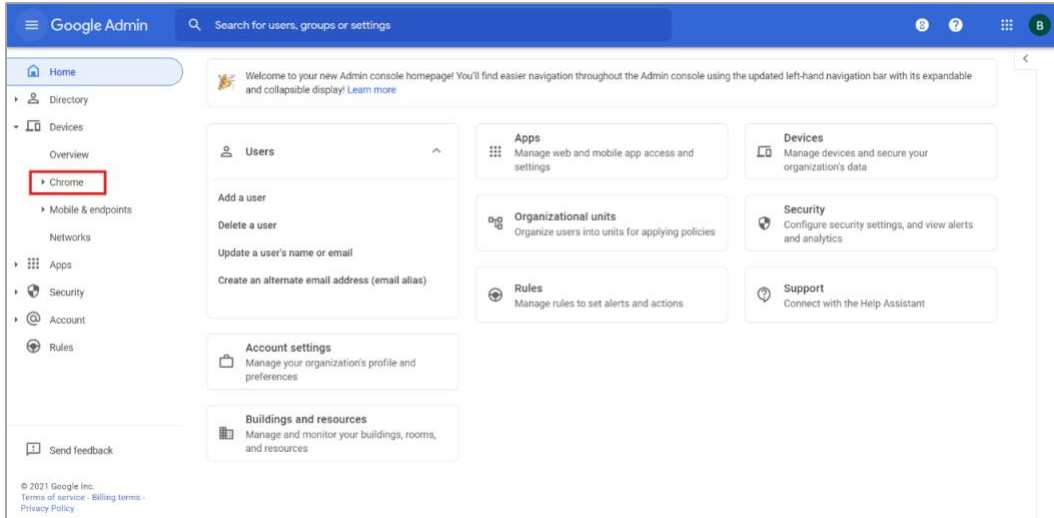 Google Admin
Search for users, groups or settings
B
Home
Directory
Devices
Overview
Chrome
Mobile & endpoints
Networks
Apps
Security
Account
Rules
Send feedback
© 2021 Google Inc.
Terms of service - Billing terms -
Privacy Policy
Welcome to your new Admin console homepage! You'll find easier navigation throughout the Admin console using the updated left-hand navigation bar with its expandable
and collapsible display! Learn more
Users
Add a user
Delete a user
Update a user's name or email
Create an alternate email address (email alias)
Account settings
Manage your organization's profile and
preferences
Buildings and resources
Manage and monitor your buildings, rooms,
and resources
Apps
Manage web and mobile app access and
settings
Organizational units
Organize users into units for applying policies
Rules
Manage rules to set alerts and actions
Devices
Manage devices and secure your
organization's data
Security
Configure security settings, and view alerts
and analytics
Support
Connect with the Help Assistant